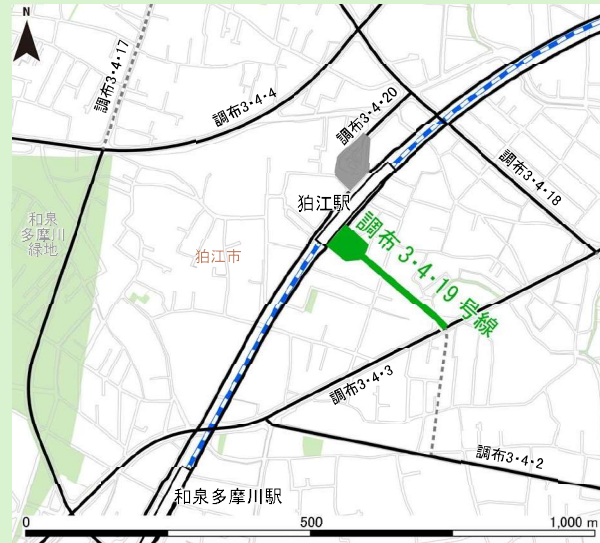 N
調布3・4・17
調布3・4・4
調布3・4・20
調布3・4・18
狛江駅
和泉
多摩川
緑地
狛江市
調布 3・4・19 号線
調布3・4・3
調布3・4・2
和泉多摩川駅
0 500 1,000 m